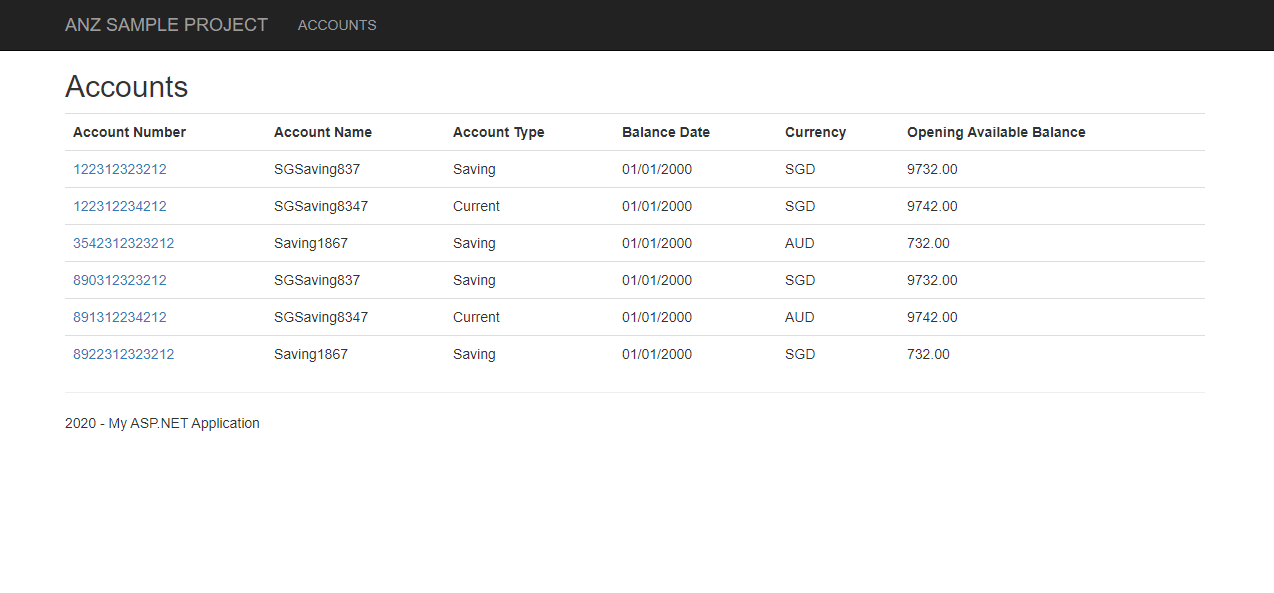 ANZ SAMPLE PROJECT ACCOUNTS
Accounts
Account Number Account Name Account Type Balance Date Currency Opening Available Balance
122312323212 SGSaving837 Saving 01/01/2000 SGD 9732.00
122312234212 SGSaving8347 Current 01/01/2000 SGD 9742.00
3542312323212 Saving1867 Saving 01/01/2000 AUD 732.00
890312323212 SGSaving837 Saving 01/01/2000 SGD 9732.00
891312234212 SGSaving8347 Current 01/01/2000 AUD 9742.00
8922312323212 Saving1867 Saving 01/01/2000 SGD 732.00
2020 - My ASP.NET Application